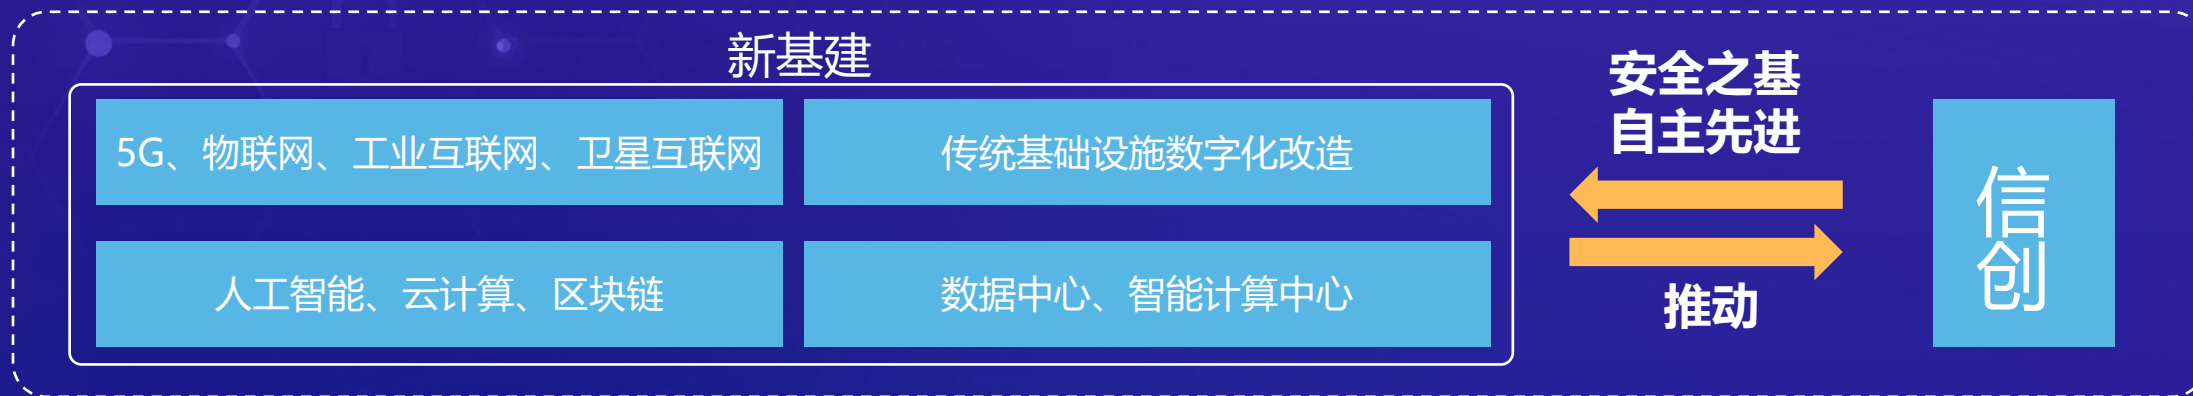 新基建
5G、物联网、工业互联网、卫星互联网
传统基础设施数字化改造
人工智能、云计算、区块链
数据中心、智能计算中心
安全之基
自主先进
推动
信
创